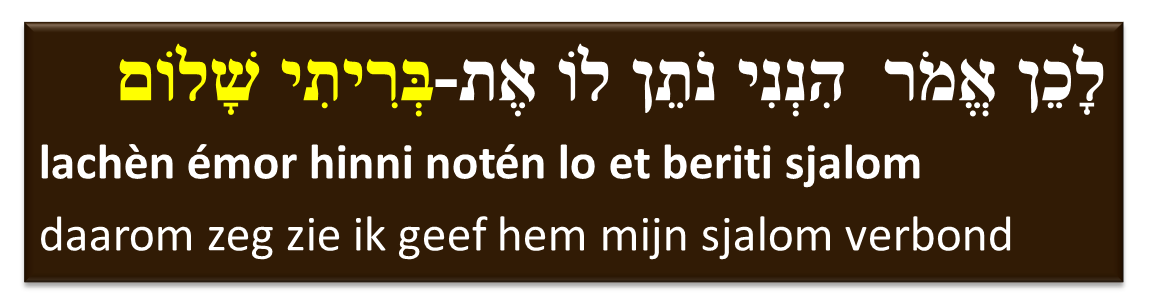 לָכֵן אֱמֹר הִנְנִי נֹתֵן לוֹ אֶת-בְּרִיתִי שָׁלוֹם
lachèn émor hinni notén lo et beriti sjalom
daarom zeg zie ik geef hem mijn sjalom verbond